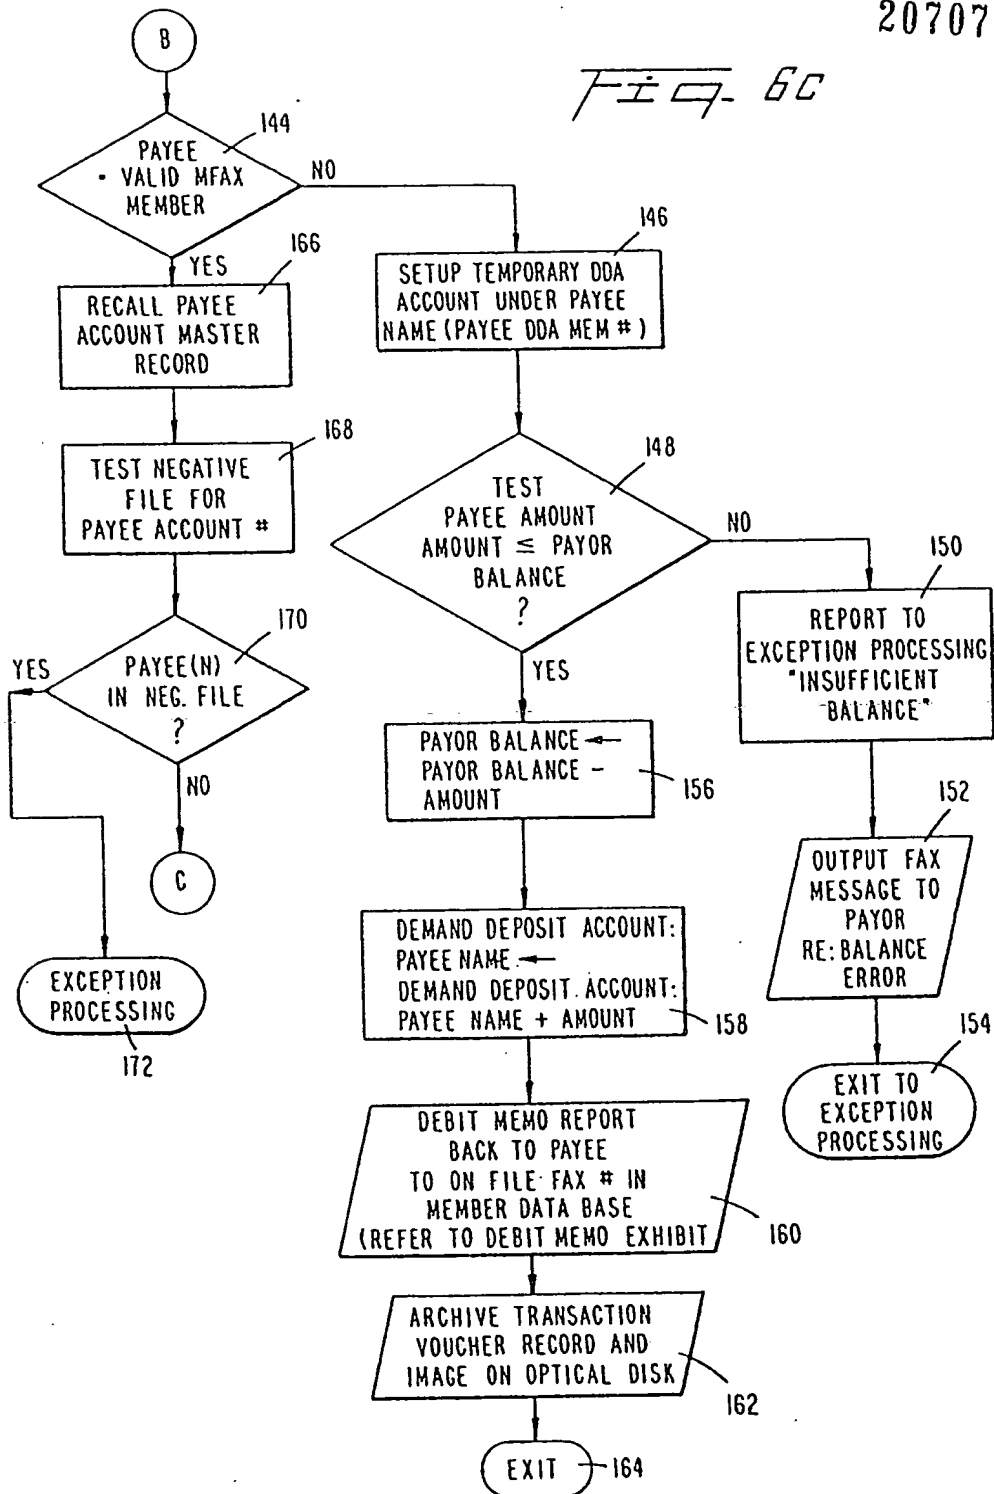 20707
Fig. 6c
B
144
PAYEE
VALID MFAX
MEMBER
NO
YES
166
RECALL PAYEE
ACCOUNT MASTER
RECORD
168
TEST NEGATIVE
FILE FOR
PAYEE ACCOUNT #
170
YES
PAYEE(N)
IN NEG. FILE
?
NO
C
EXCEPTION
PROCESSING
172
146
SETUP TEMPORARY DDA
ACCOUNT UNDER PAYEE
NAME (PAYEE DDA MEM #)
148
TEST
PAYEE AMOUNT
AMOUNT ≤ PAYOR
BALANCE
?
NO
YES
PAYOR BALANCE ←
PAYOR BALANCE -
AMOUNT
156
DEMAND DEPOSIT ACCOUNT:
PAYEE NAME ←
DEMAND DEPOSIT ACCOUNT:
PAYEE NAME + AMOUNT
158
DEBIT MEMO REPORT
BACK TO PAYEE
TO ON FILE FAX # IN
MEMBER DATA BASE
(REFER TO DEBIT MEMO EXHIBIT
160
ARCHIVE TRANSACTION
VOUCHER RECORD AND
IMAGE ON OPTICAL DISK
162
EXIT
164
150
REPORT TO
EXCEPTION PROCESSING
"INSUFFICIENT
BALANCE"
152
OUTPUT FAX
MESSAGE TO
PAYOR
RE: BALANCE
ERROR
154
EXIT TO
EXCEPTION
PROCESSING